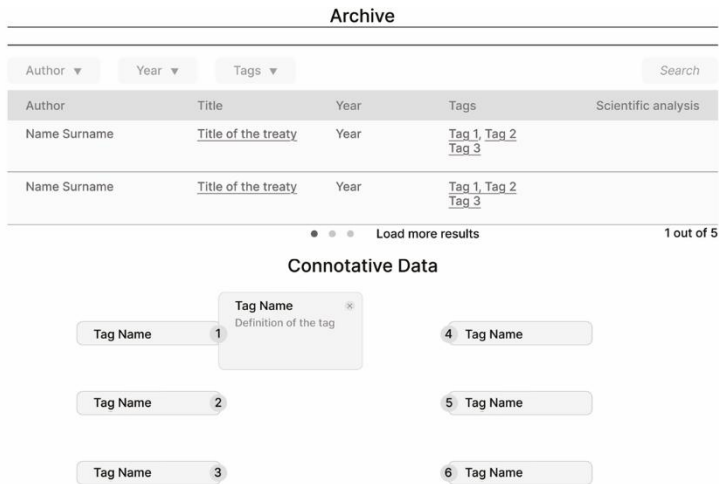 Archive
Author ▼ Year ▼ Tags ▼ Search
Author Title Year Tags Scientific analysis
Name Surname Title of the treaty Year Tag 1, Tag 2
Tag 3
Name Surname Title of the treaty Year Tag 1, Tag 2
Tag 3
Load more results 1 out of 5
Connotative Data
Tag Name
Definition of the tag
Tag Name 1
4 Tag Name
Tag Name 2
5 Tag Name
Tag Name 3
6 Tag Name